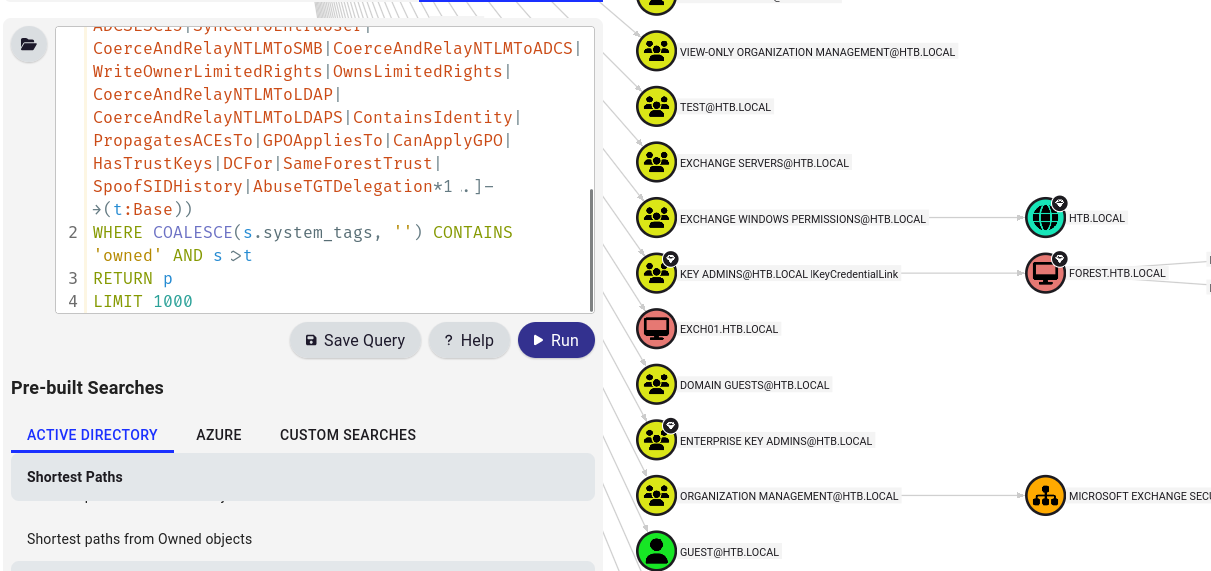 ADCSESC13|SyncedToEntraUser|
CoerceAndRelayNTLMToSMB|CoerceAndRelayNTLMToADCS|
WriteOwnerLimitedRights|OwnsLimitedRights|
CoerceAndRelayNTLMToLDAP|
CoerceAndRelayNTLMToLDAPS|ContainsIdentity|
PropagatesACEsTo|GPOAppliesTo|CanApplyGPO|
HasTrustKeys|DCFor|SameForestTrust|
SpoofSIDHistory|AbuseTGTDelegation*1..]-
>(t:Base))
2 WHERE COALESCE(s.system_tags, '') CONTAINS
'owned' AND s <>t
3 RETURN p
4 LIMIT 1000
Save Query
? Help
Run
Pre-built Searches
ACTIVE DIRECTORY
AZURE
CUSTOM SEARCHES
Shortest Paths
Shortest paths from Owned objects
VIEW-ONLY ORGANIZATION MANAGEMENT@HTB.LOCAL
TEST@HTB.LOCAL
EXCHANGE SERVERS@HTB.LOCAL
EXCHANGE WINDOWS PERMISSIONS@HTB.LOCAL
HTB.LOCAL
KEY ADMINS@HTB.LOCAL
KeyCredentialLink
FOREST.HTB.LOCAL
EXCH01.HTB.LOCAL
DOMAIN GUESTS@HTB.LOCAL
ENTERPRISE KEY ADMINS@HTB.LOCAL
ORGANIZATION MANAGEMENT@HTB.LOCAL
MICROSOFT EXCHANGE SECU
GUEST@HTB.LOCAL